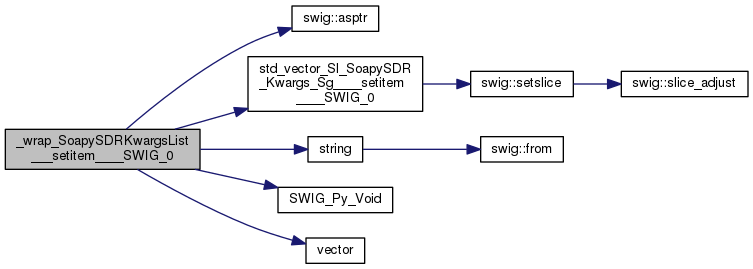 swig::asptr
std_vector_Sl_SoapySDR
_Kwargs_Sg____setitem
____SWIG_0
swig::setslice
swig::slice_adjust
_wrap_SoapySDRKwargsList
___setitem____SWIG_0
string
swig::from
SWIG_Py_Void
vector